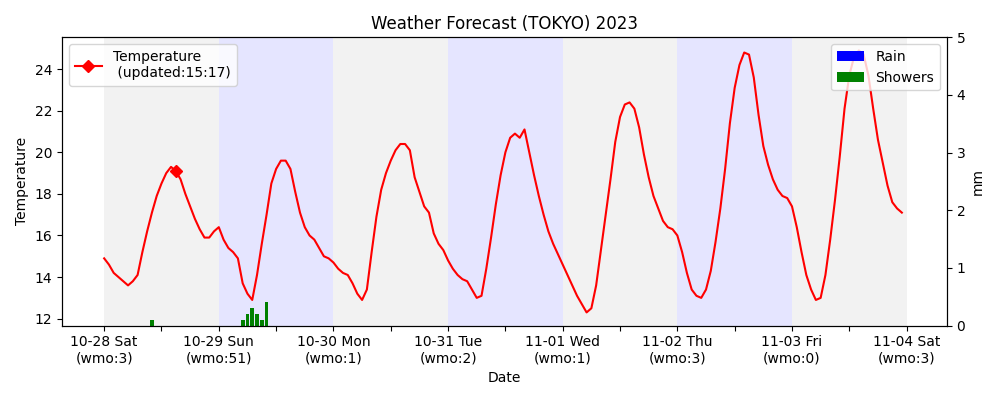 Weather Forecast (TOKYO) 2023
Temperature
(updated:15:17)
Rain
Showers
Temperature
24
22
20
18
16
14
12
5
4
3
2
1
0
mm
10-28 Sat
(wmo:3)
10-29 Sun
(wmo:51)
10-30 Mon
(wmo:1)
10-31 Tue
(wmo:2)
11-01 Wed
(wmo:1)
11-02 Thu
(wmo:3)
11-03 Fri
(wmo:0)
11-04 Sat
(wmo:3)
Date